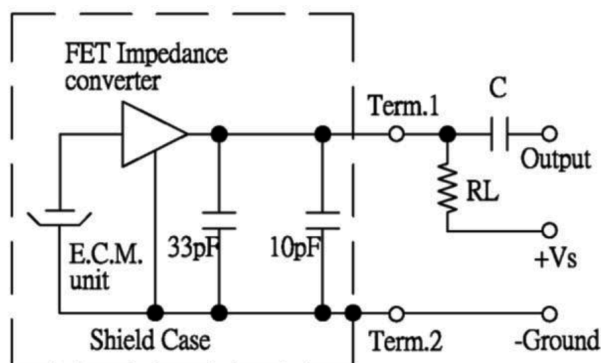 FET Impedance
converter
Term.1
C
Output
RL
+Vs
33pF
10pF
E.C.M.
unit
Shield Case
Term.2
-Ground